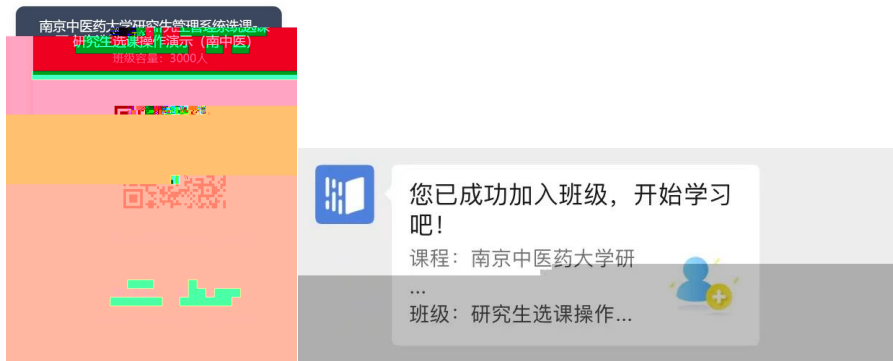 南京中医药大学研究生管理系统选课
研究生选课操作演示（南中医）
班级容量：3000人
您已成功加入班级，开始学习
吧！
课程：南京中医药大学研
...
班级：研究生选课操作...